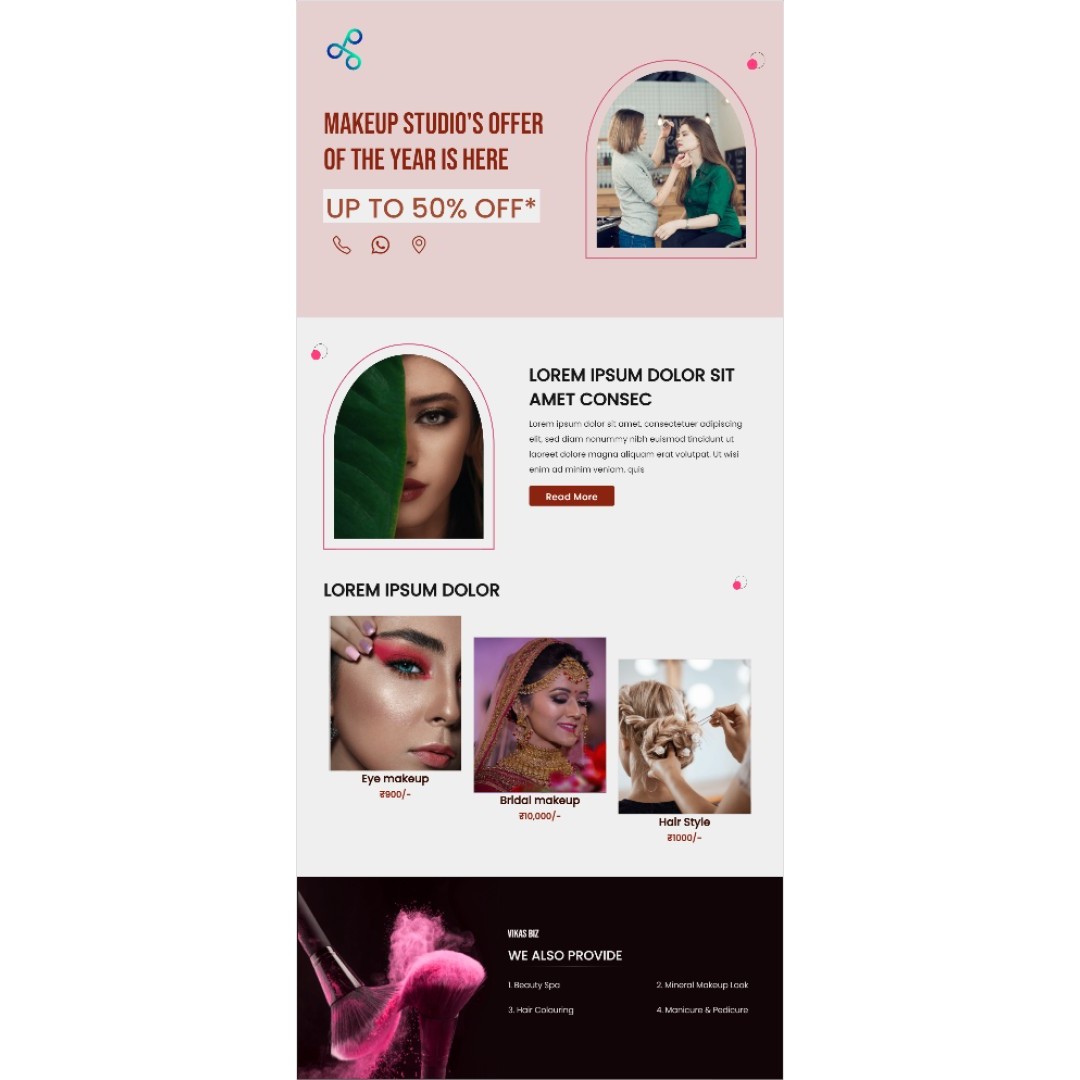 MAKEUP STUDIO'S OFFER
OF THE YEAR IS HERE
UP TO 50% OFF*
LOREM IPSUM DOLOR SIT
AMET CONSEC
Lorem ipsum dolor sit amet, consectetuer adipiscing
elit, sed diam nonummy nibh euismod tincidunt ut
laoreet dolore magna aliquam erat volutpat. Ut wisi
enim ad minim veniam, quis
Read More
LOREM IPSUM DOLOR
Eye makeup
₹900/-
Bridal makeup
₹10,000/-
Hair Style
₹1000/-
VIKAS BIZ
WE ALSO PROVIDE
1. Beauty Spa
2. Mineral Makeup Look
3. Hair Colouring
4. Manicure & Pedicure